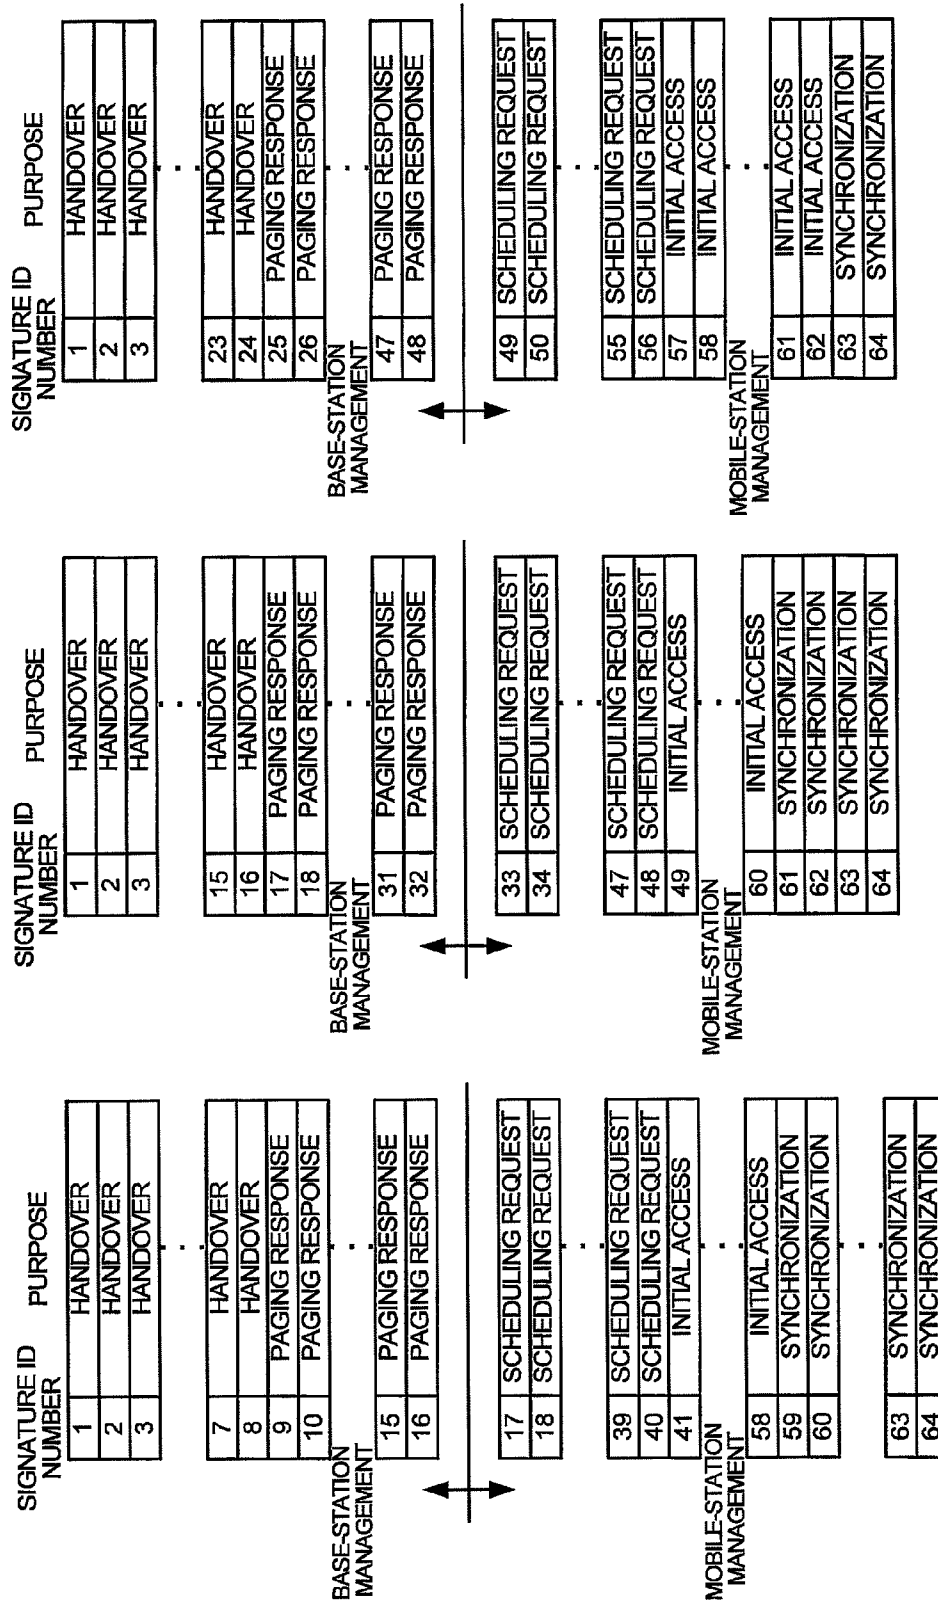 SIGNATURE ID
NUMBER
PURPOSE
1 HANDOVER
2 HANDOVER
3 HANDOVER
7 HANDOVER
8 HANDOVER
9 PAGING RESPONSE
10 PAGING RESPONSE
15 PAGING RESPONSE
16 PAGING RESPONSE
BASE-STATION
MANAGEMENT
17 SCHEDULING REQUEST
18 SCHEDULING REQUEST
39 SCHEDULING REQUEST
40 SCHEDULING REQUEST
41 INITIAL ACCESS
MOBILE-STATION
MANAGEMENT
58 INITIAL ACCESS
59 SYNCHRONIZATION
60 SYNCHRONIZATION
63 SYNCHRONIZATION
64 SYNCHRONIZATION
SIGNATURE ID
NUMBER
PURPOSE
1 HANDOVER
2 HANDOVER
3 HANDOVER
15 HANDOVER
16 HANDOVER
17 PAGING RESPONSE
18 PAGING RESPONSE
31 PAGING RESPONSE
32 PAGING RESPONSE
BASE-STATION
MANAGEMENT
33 SCHEDULING REQUEST
34 SCHEDULING REQUEST
47 SCHEDULING REQUEST
48 SCHEDULING REQUEST
49 INITIAL ACCESS
MOBILE-STATION
MANAGEMENT
60 INITIAL ACCESS
61 SYNCHRONIZATION
62 SYNCHRONIZATION
63 SYNCHRONIZATION
64 SYNCHRONIZATION
SIGNATURE ID
NUMBER
PURPOSE
1 HANDOVER
2 HANDOVER
3 HANDOVER
23 HANDOVER
24 HANDOVER
25 PAGING RESPONSE
26 PAGING RESPONSE
47 PAGING RESPONSE
48 PAGING RESPONSE
BASE-STATION
MANAGEMENT
49 SCHEDULING REQUEST
50 SCHEDULING REQUEST
55 SCHEDULING REQUEST
56 SCHEDULING REQUEST
57 INITIAL ACCESS
58 INITIAL ACCESS
MOBILE-STATION
MANAGEMENT
61 INITIAL ACCESS
62 INITIAL ACCESS
63 SYNCHRONIZATION
64 SYNCHRONIZATION